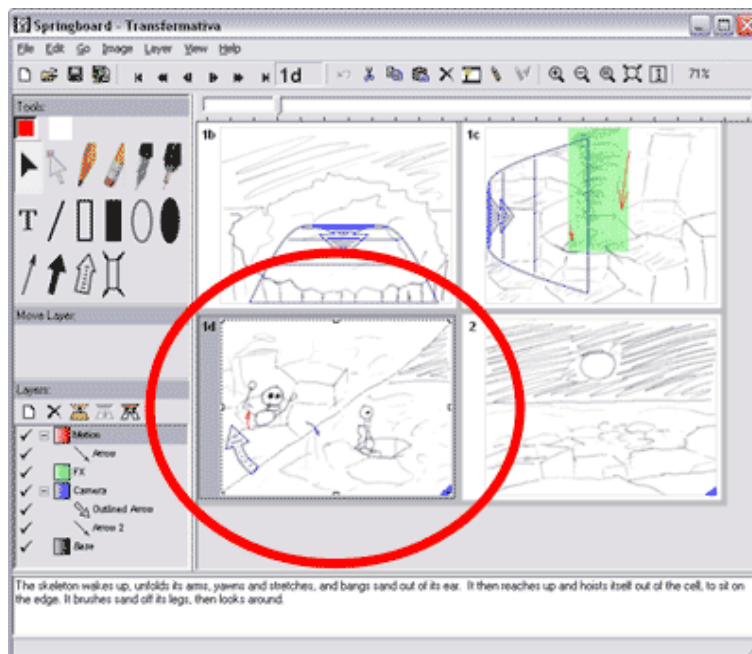 Springboard - Transformativa
File Edit Go Image Layer View Help
1d
71%
Tools:
1b
1c
T
Move Layer:
1d
2
Layers:
Motion
Arrow
FX
Camera
Outlined Arrow
Arrow 2
Base
The skeleton wakes up, unfolds its arms, yawns and stretches, and bangs sand out of its ear. It then reaches up and hoists itself out of the cell, to sit on
the edge. It brushes sand off its legs, then looks around.